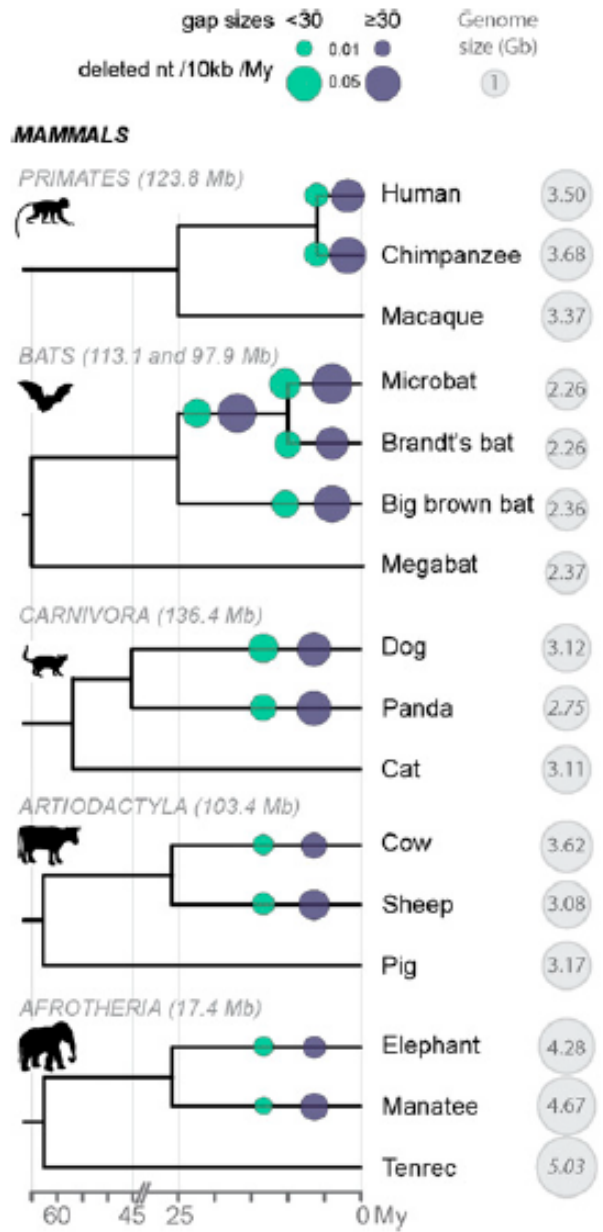 gap sizes <30 ≥30 Genome
0.01 size (Gb)
deleted nt /10kb /My 0.05 1
MAMMALS
PRIMATES (123.8 Mb)
Human 3.50
Chimpanzee 3.68
Macaque 3.37
BATS (113.1 and 97.9 Mb)
Microbat 2.26
Brandt's bat 2.26
Big brown bat 2.36
Megabat 2.37
CARNIVORA (136.4 Mb)
Dog 3.12
Panda 2.75
Cat 3.11
ARTIODACTYLA (103.4 Mb)
Cow 3.62
Sheep 3.08
Pig 3.17
AFROTHERIA (17.4 Mb)
Elephant 4.28
Manatee 4.67
Tenrec 5.03
60 45 25 0 My